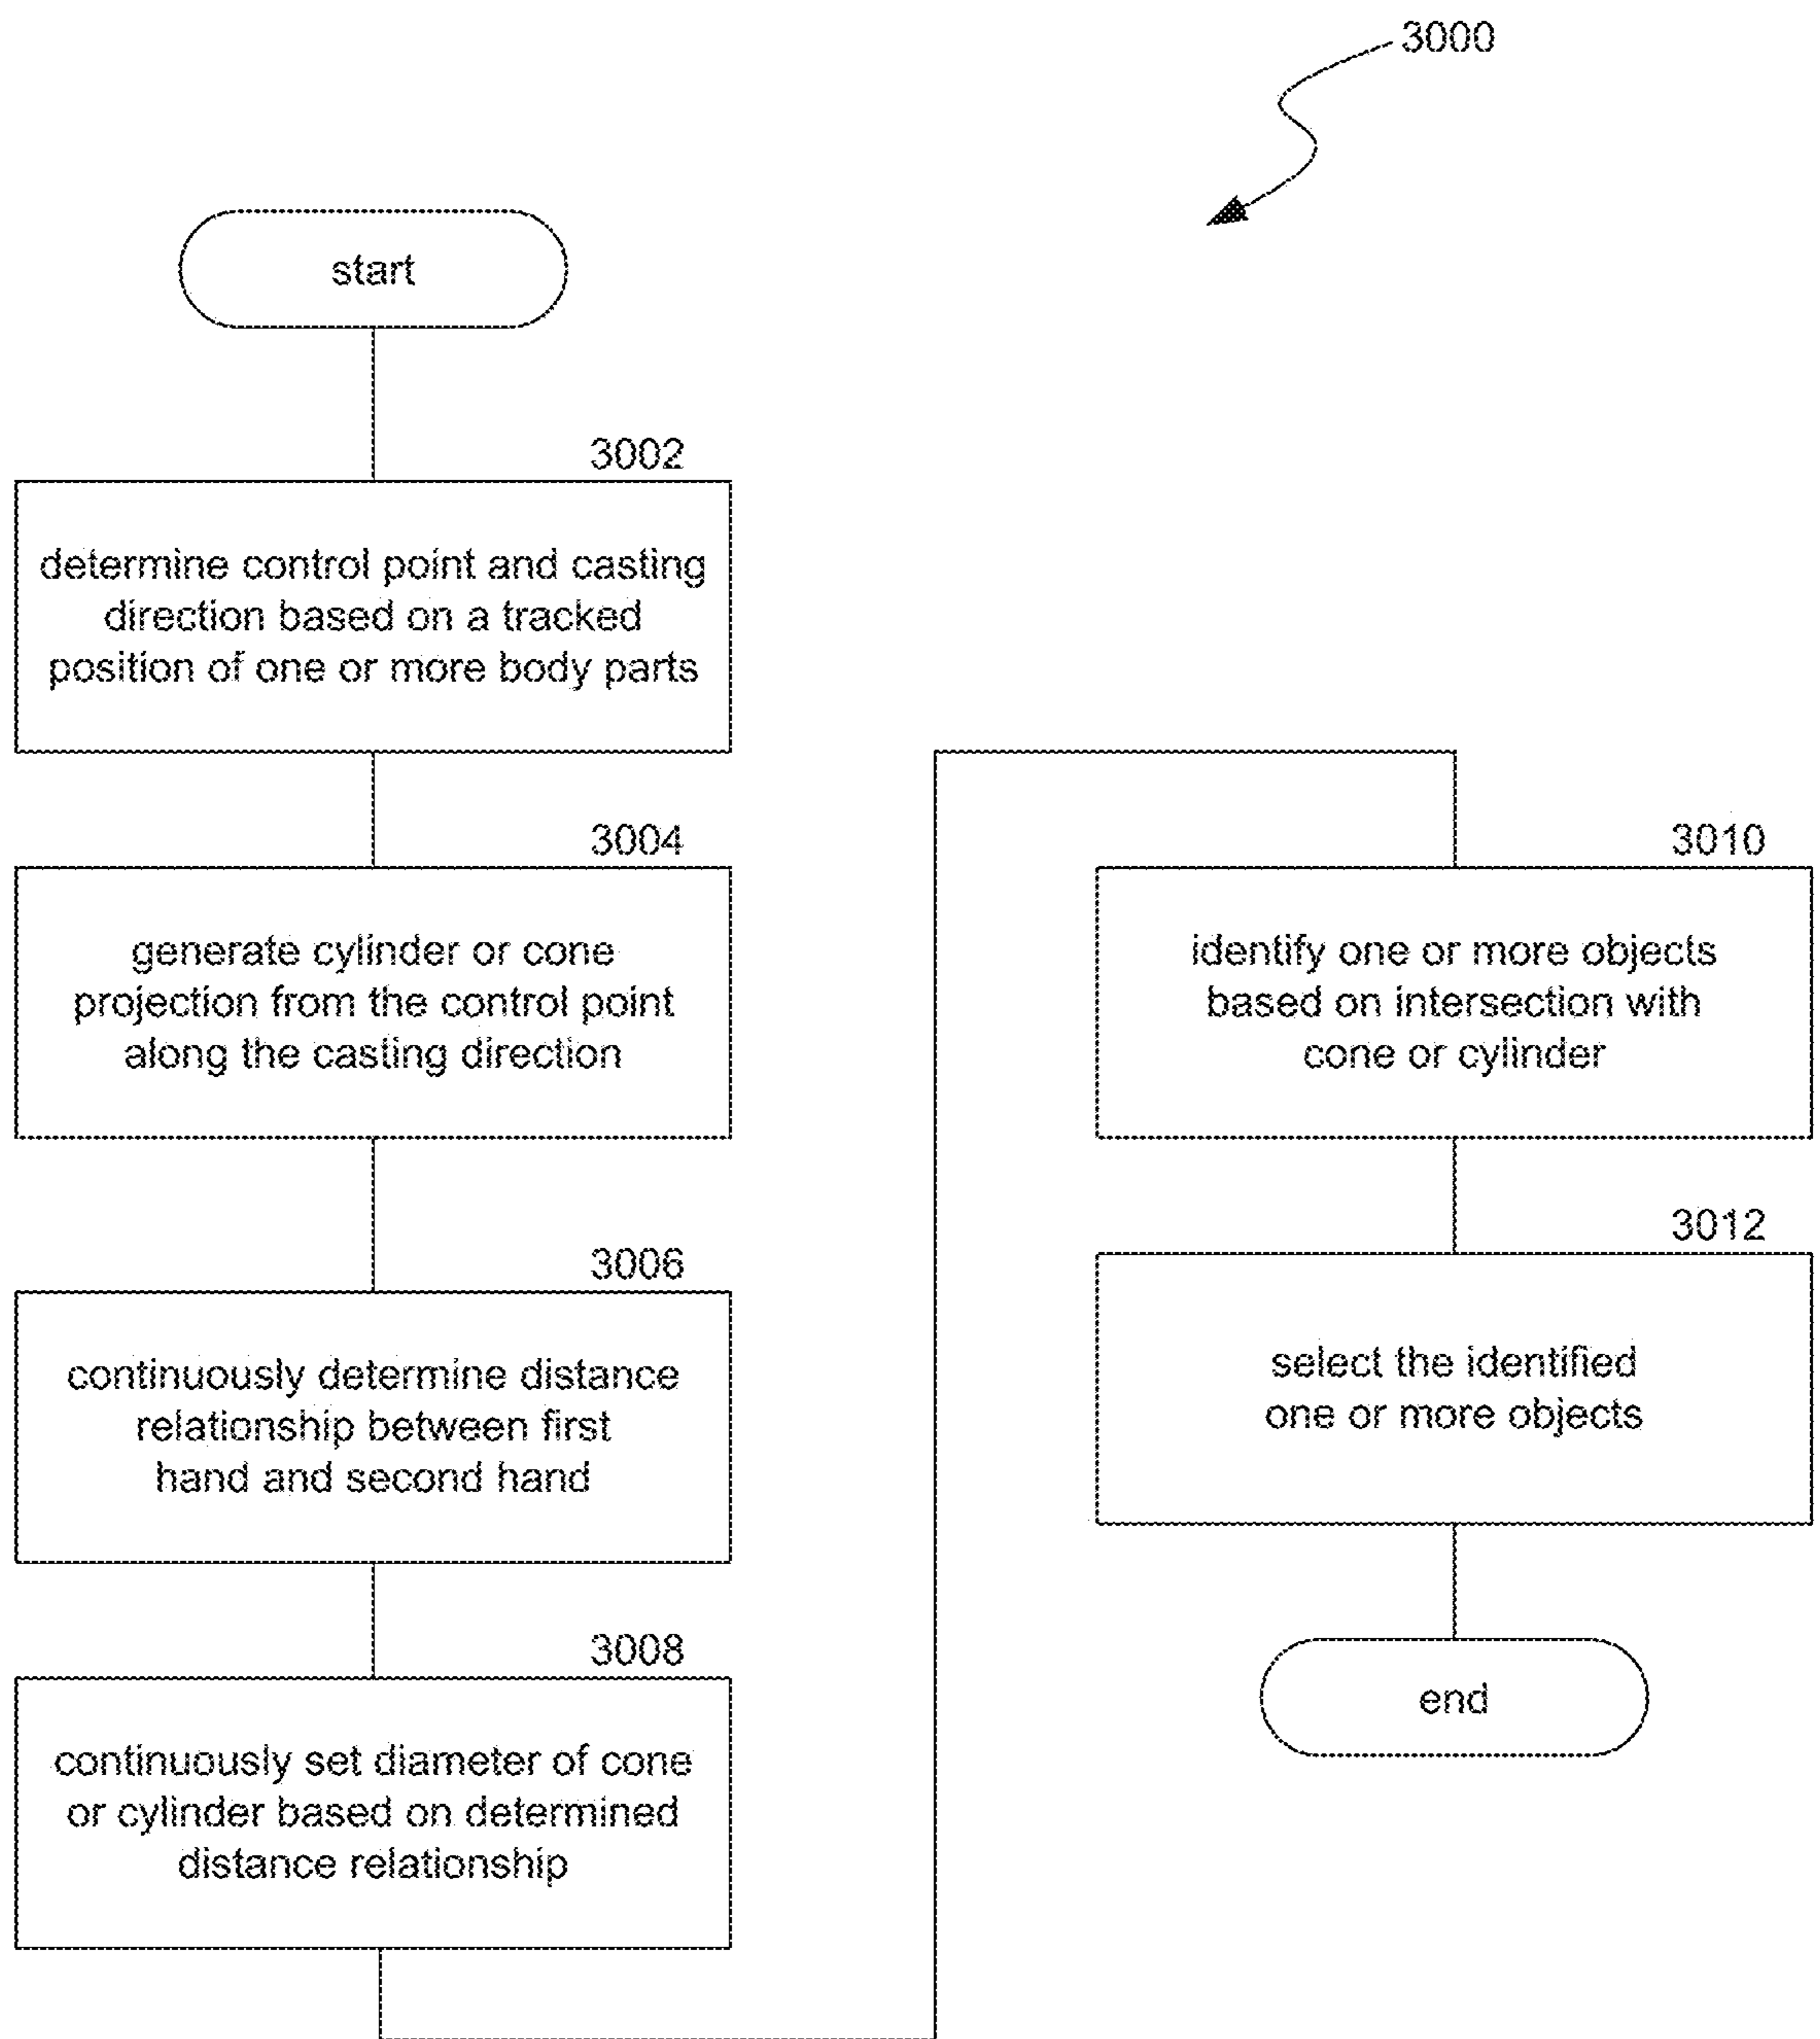 3000
start
3002
determine control point and casting
direction based on a tracked
position of one or more body parts
3004
generate cylinder or cone
projection from the control point
along the casting direction
3006
continuously determine distance
relationship between first
hand and second hand
3008
continuously set diameter of cone
or cylinder based on determined
distance relationship
3010
identify one or more objects
based on intersection with
cone or cylinder
3012
select the identified
one or more objects
end